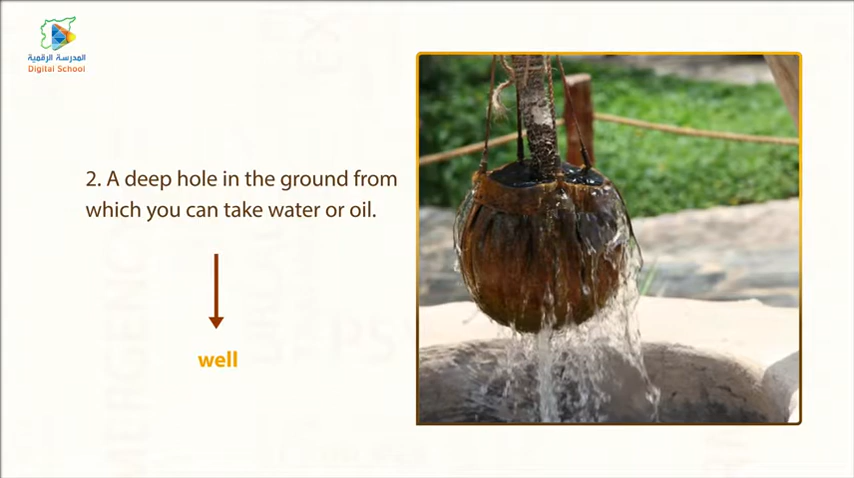 المدرسة الرقمية
Digital School
2. A deep hole in the ground from
which you can take water or oil.
well